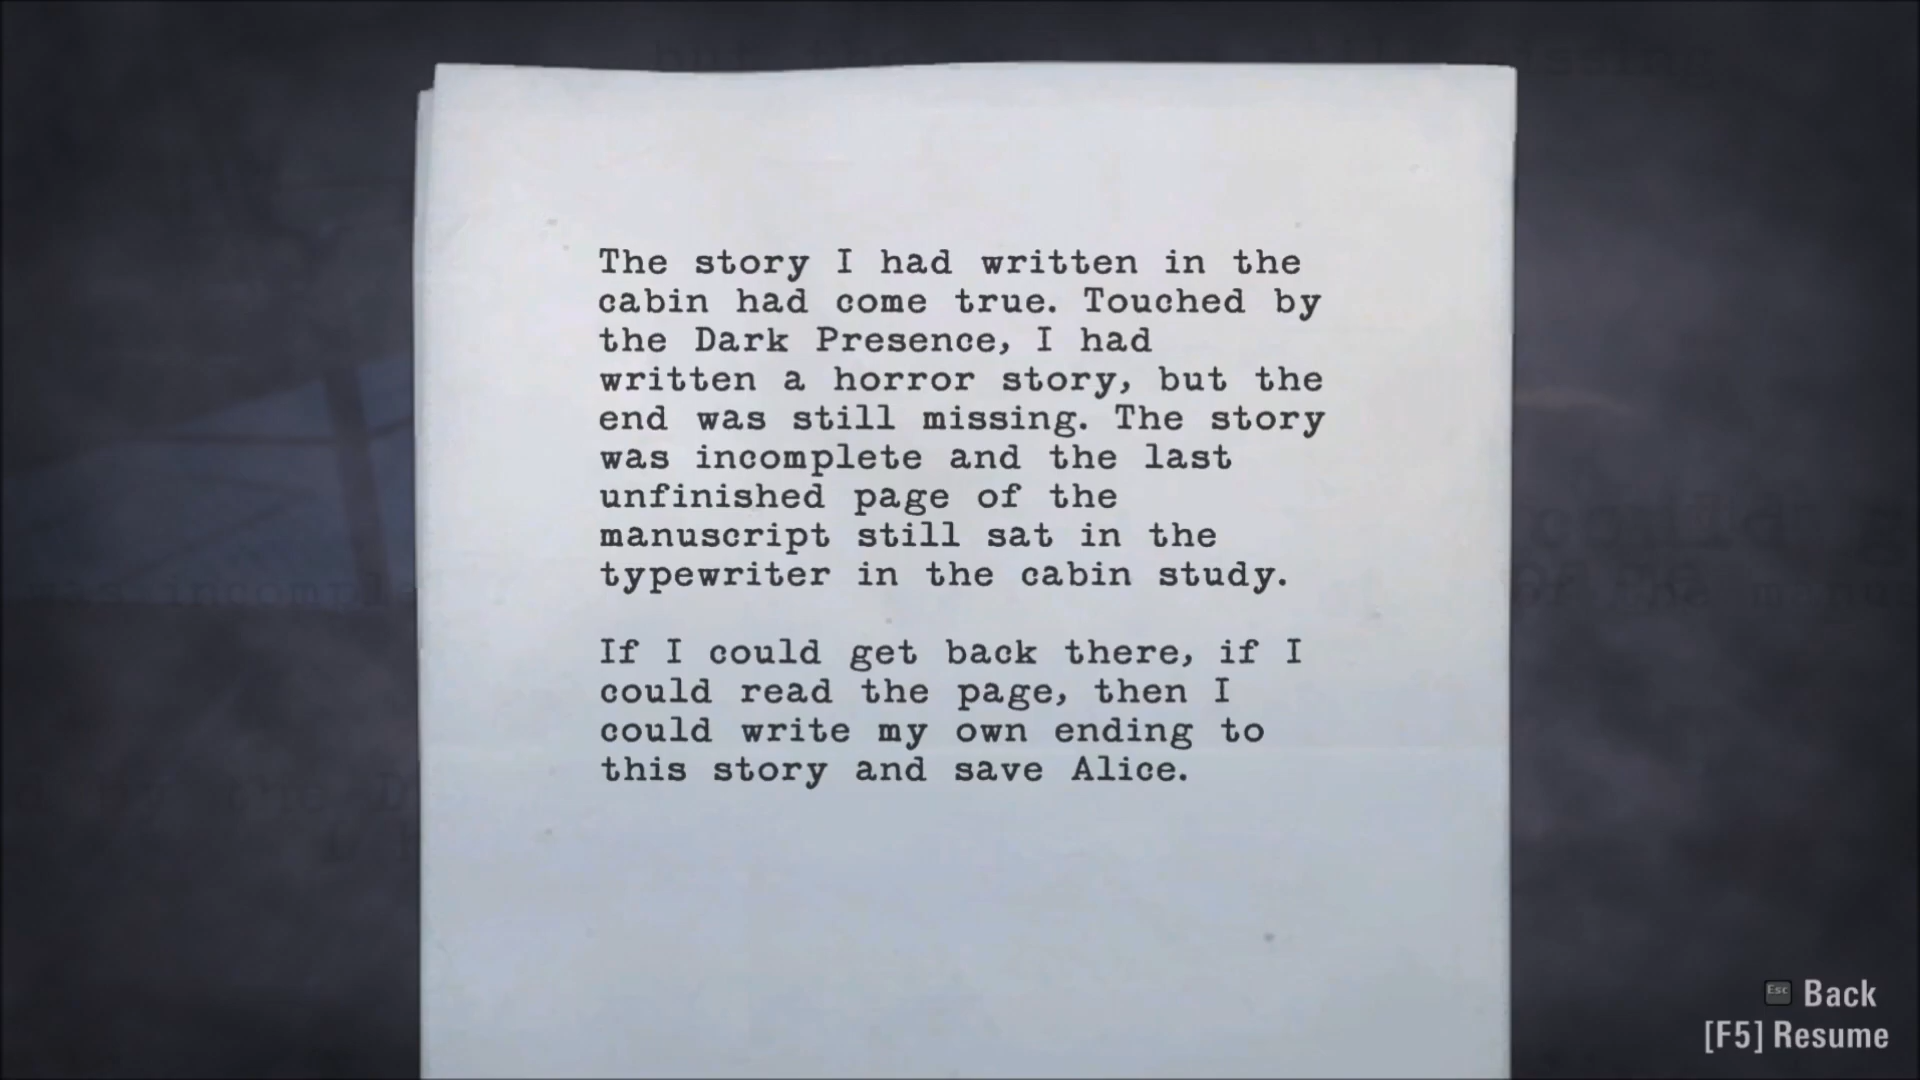 The story I had written in the
cabin had come true. Touched by
the Dark Presence, I had
written a horror story, but the
end was still missing. The story
was incomplete and the last
unfinished page of the
manuscript still sat in the
typewriter in the cabin study.

If I could get back there, if I
could read the page, then I
could write my own ending to
this story and save Alice.
Esc Back
[F5] Resume